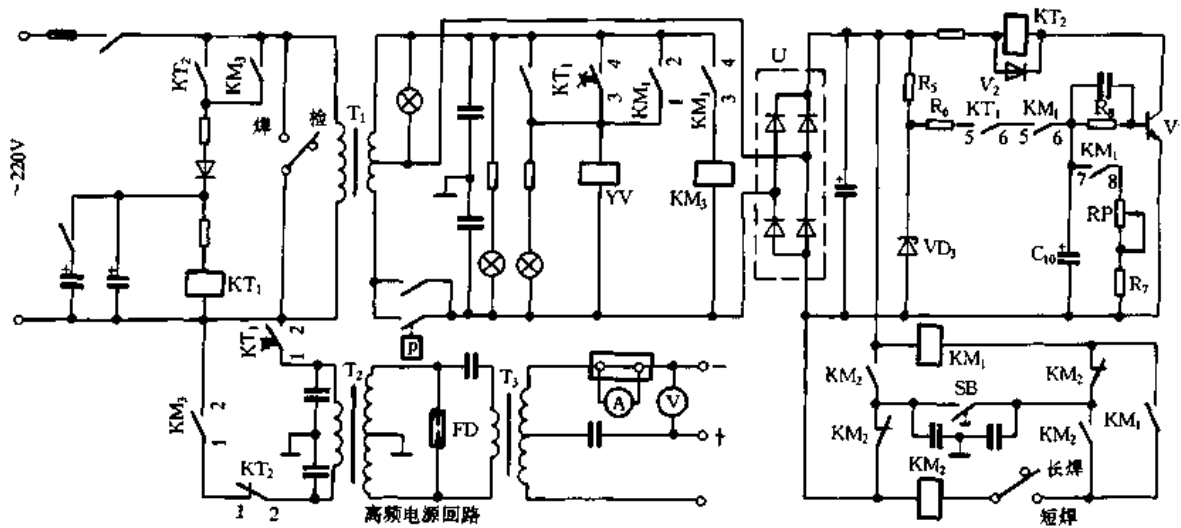 ~220V
KT₂
KM₃
焊
检
T₁
KT₁
KT₁
4
3
KM₁
2
1
KM₁
4
3
YV
KM₃
U
KT₂
V₂
R₅
R₆
KT₁
5
6
KM₁
5
6
R₈
V
KM₁
7
8
RP
VD₃
C₁₀
R₇
KT₁
2
1
p
KM₃
2
1
KT₂
1
2
T₂
FD
T₃
A
V
−
+
高频电源回路
KM₁
KM₂
SB
KM₂
KM₂
KM₂
KM₁
KM₂
长焊
短焊